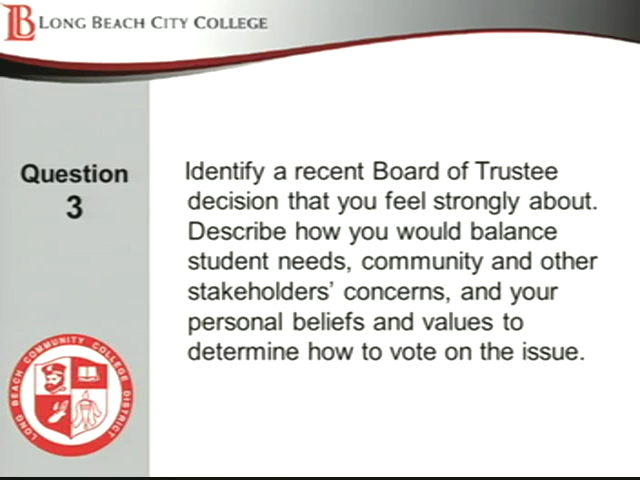 LB LONG BEACH CITY COLLEGE
Question
3
Identify a recent Board of Trustee
decision that you feel strongly about.
Describe how you would balance
student needs, community and other
stakeholders' concerns, and your
personal beliefs and values to
determine how to vote on the issue.
LONG BEACH COMMUNITY COLLEGE DISTRICT